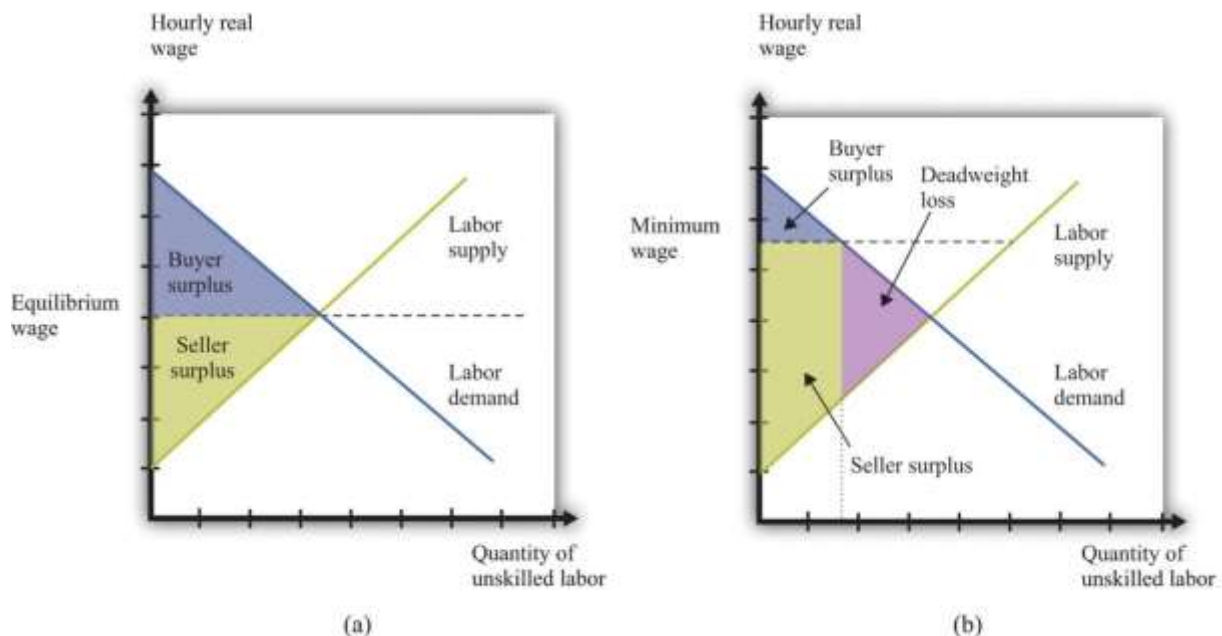 Hourly real
wage
Equilibrium
wage
Buyer
surplus
Seller
surplus
Labor
supply
Labor
demand
Quantity of
unskilled labor
(a)
Hourly real
wage
Minimum
wage
Buyer
surplus
Deadweight
loss
Labor
supply
Labor
demand
Seller surplus
Quantity of
unskilled labor
(b)